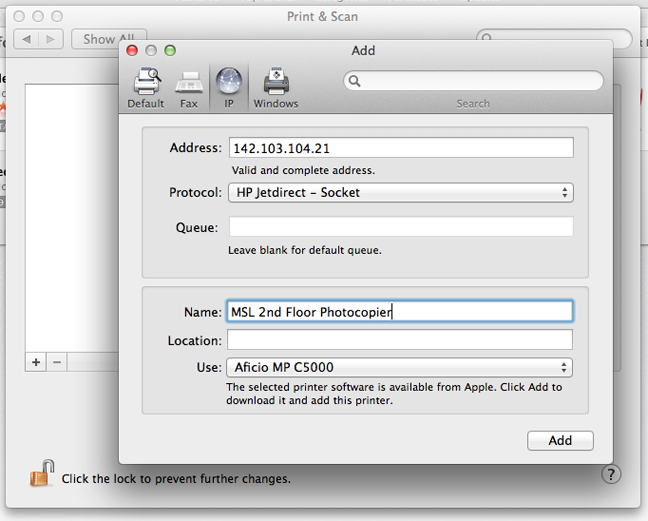 Print & Scan
Show All
Add
Default
Fax
IP
Windows
Search
Address:
142.103.104.21
Valid and complete address.
Protocol:
HP Jetdirect – Socket
Queue:
Leave blank for default queue.
Name:
MSL 2nd Floor Photocopier
Location:
Use:
Aficio MP C5000
The selected printer software is available from Apple. Click Add to
download it and add this printer.
+
−
Add
Click the lock to prevent further changes.
?